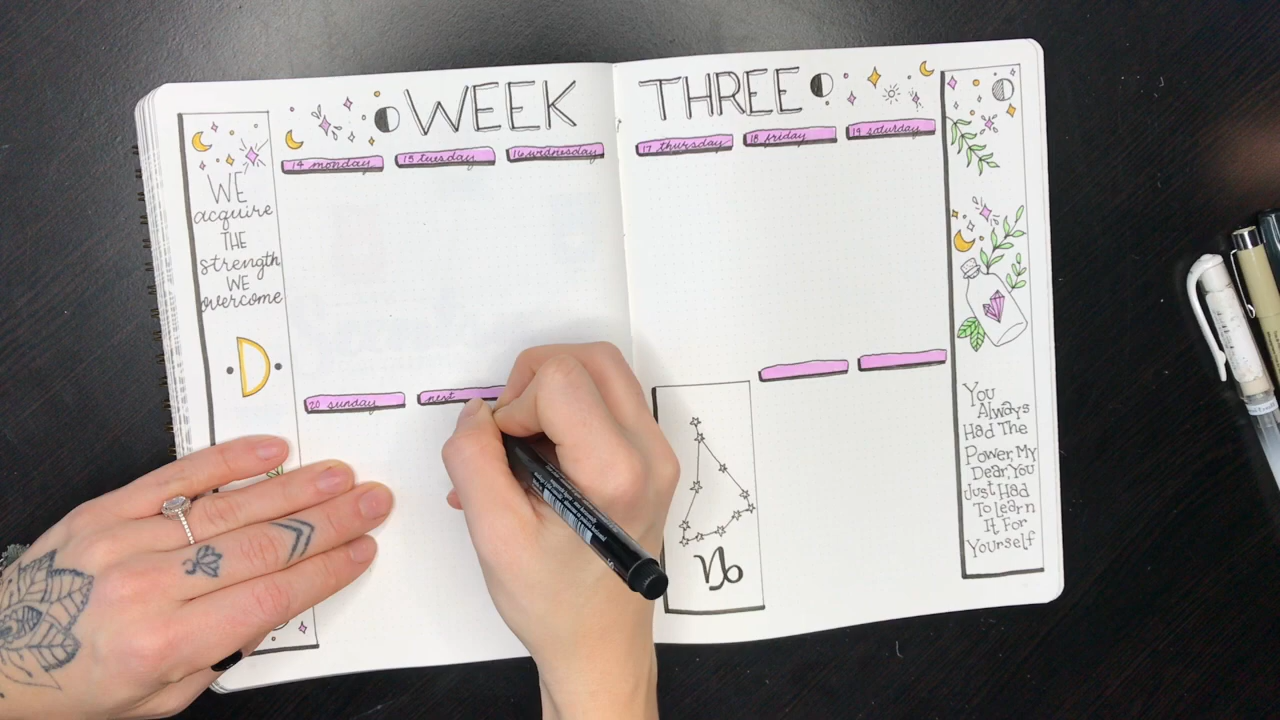 WEEK THREE
14 monday
15 tuesday
16 wednesday
17 thursday
18 friday
19 saturday
WE
acquire
THE
strength
WE
overcome
20 sunday
next
You
Always
Had The
Power, My
Dear, You
Just Had
To Learn
It For
Yourself